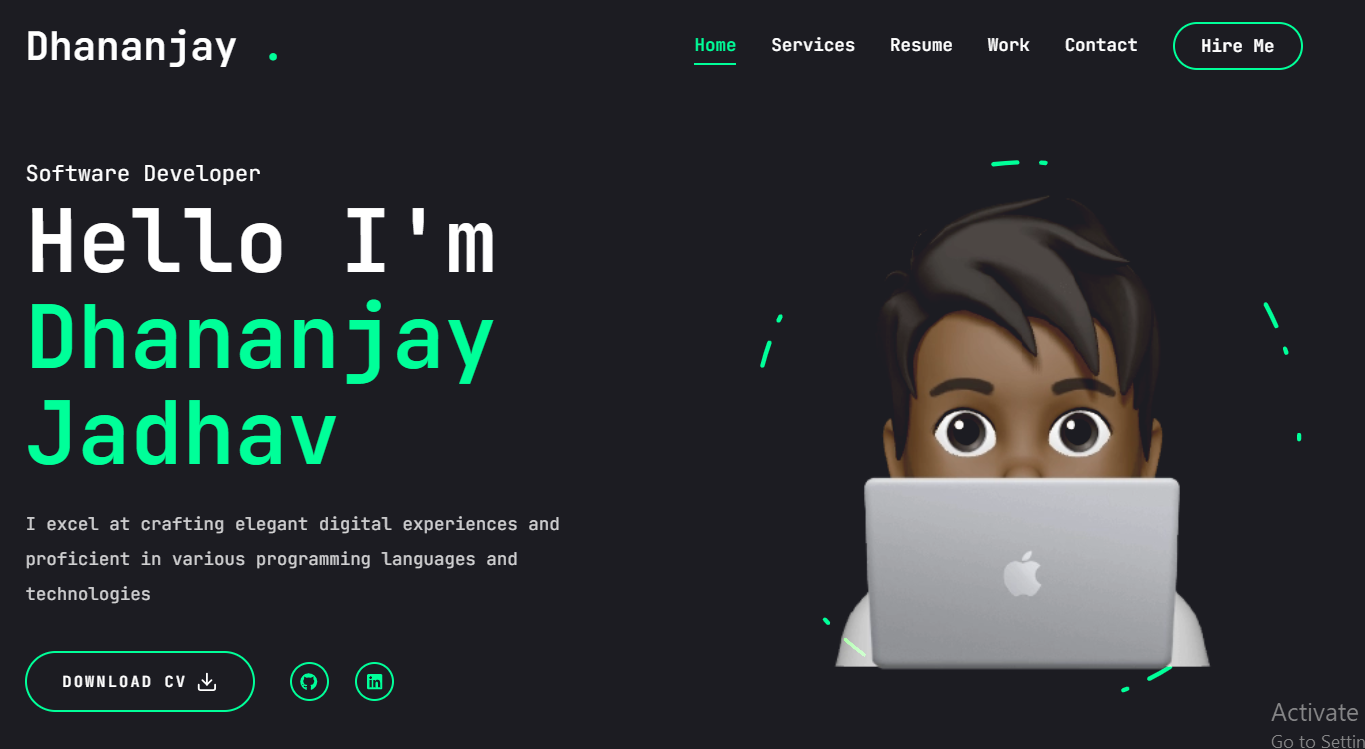 Dhananjay .
Home Services Resume Work Contact Hire Me
Software Developer
Hello I'm
Dhananjay
Jadhav
I excel at crafting elegant digital experiences and
proficient in various programming languages and
technologies
DOWNLOAD CV
in
Activate
Go to Settin